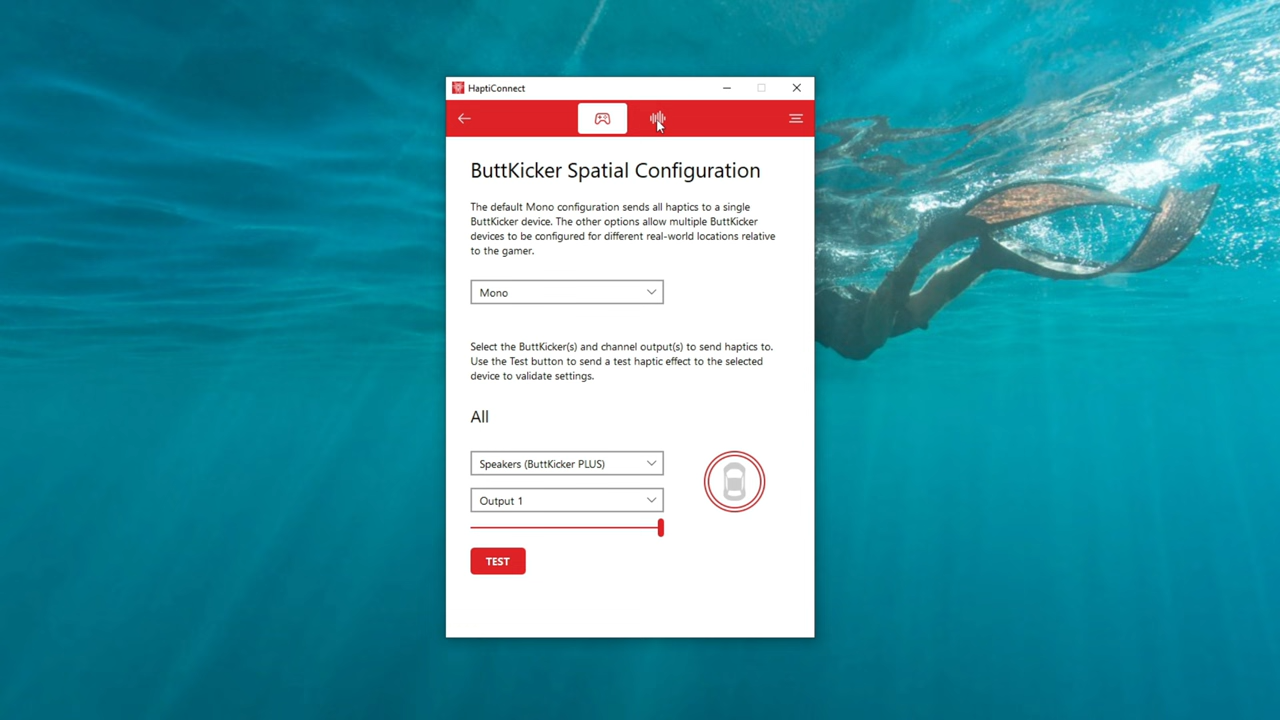 HaptiConnect
ButtKicker Spatial Configuration
The default Mono configuration sends all haptics to a single
ButtKicker device. The other options allow multiple ButtKicker
devices to be configured for different real-world locations relative
to the gamer.
Mono
Select the ButtKicker(s) and channel output(s) to send haptics to.
Use the Test button to send a test haptic effect to the selected
device to validate settings.
All
Speakers (ButtKicker PLUS)
Output 1
TEST